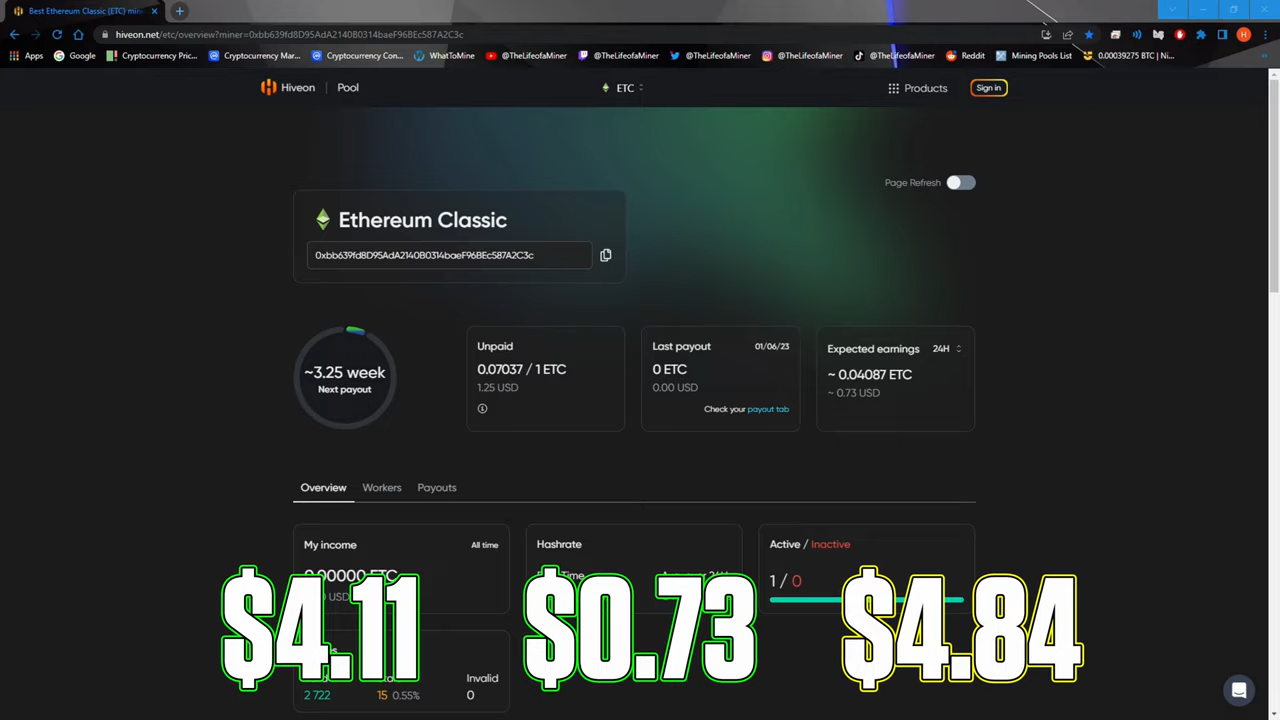 Best Ethereum Classic (ETC) min
hiveon.net/etc/overview?miner=0xbb639fd8D95AdA2140B0314baeF96BEc587A2C3c
Apps Google Cryptocurrency Pric... Cryptocurrency Mar... Cryptocurrency Con... WhatToMine @TheLifeofaMiner @TheLifeofaMiner @TheLifeofaMiner @TheLifeofaMiner Reddit Mining Pools List 0.00039275 BTC | Ni...
Hiveon Pool ETC Products Sign in
Page Refresh
Ethereum Classic
0xbb639fd8D95AdA2140B0314baeF96BEc587A2C3c
~3.25 week
Next payout
Unpaid
0.07037 / 1 ETC
1.25 USD
Last payout 01/06/23
0 ETC
0.00 USD
Check your payout tab
Expected earnings 24H
~ 0.04087 ETC
~ 0.73 USD
Overview Workers Payouts
My income All time
0.00000 ETC
USD
Hashrate
Active / Inactive
1 / 0
$4.11 $0.73 $4.84
2 722
15 0.55%
Invalid
0